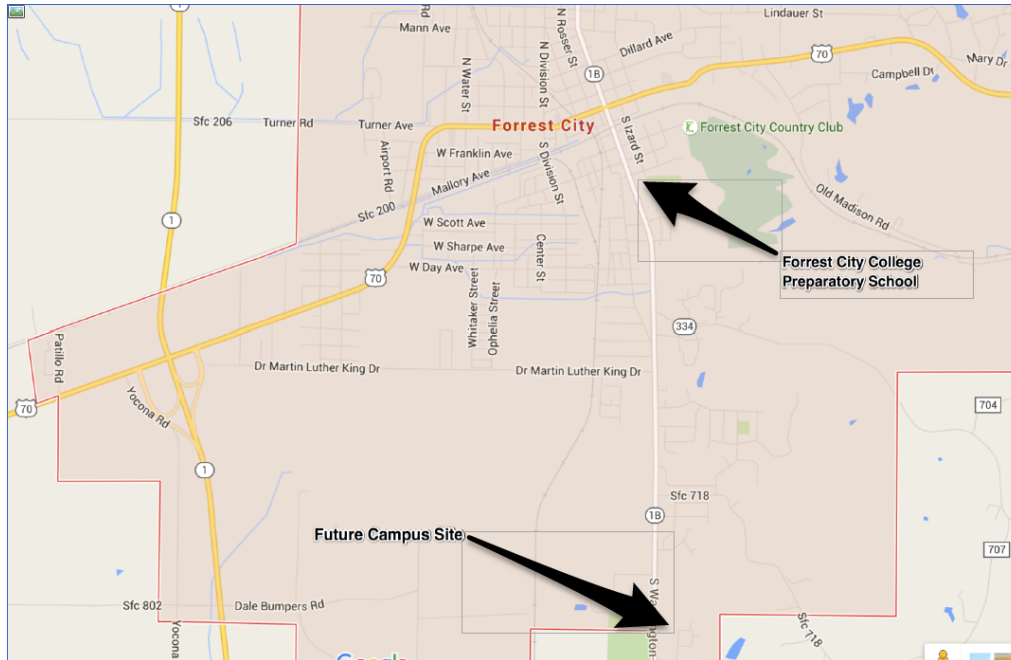 Rd
Lindauer St
Mann Ave
N Rosser St
Dillard Ave
N Water St
N Division St
1B
70
Mary Dr
Campbell Dr
Sfc 206
Turner Rd
Turner Ave
Forrest City
S Izard St
Forrest City Country Club
Airport Rd
W Franklin Ave
S Division St
Mallory Ave
Sfc 200
Old Madison Rd
1
W Scott Ave
W Sharpe Ave
Center St
W Day Ave
70
Forrest City College
Preparatory School
Whitaker Street
Ophelia Street
334
Patillo Rd
Dr Martin Luther King Dr
Dr Martin Luther King Dr
70
Yocona Rd
704
1
Sfc 718
1B
Future Campus Site
707
Sfc 802
Dale Bumpers Rd
Yocona
Sfc 718
Google